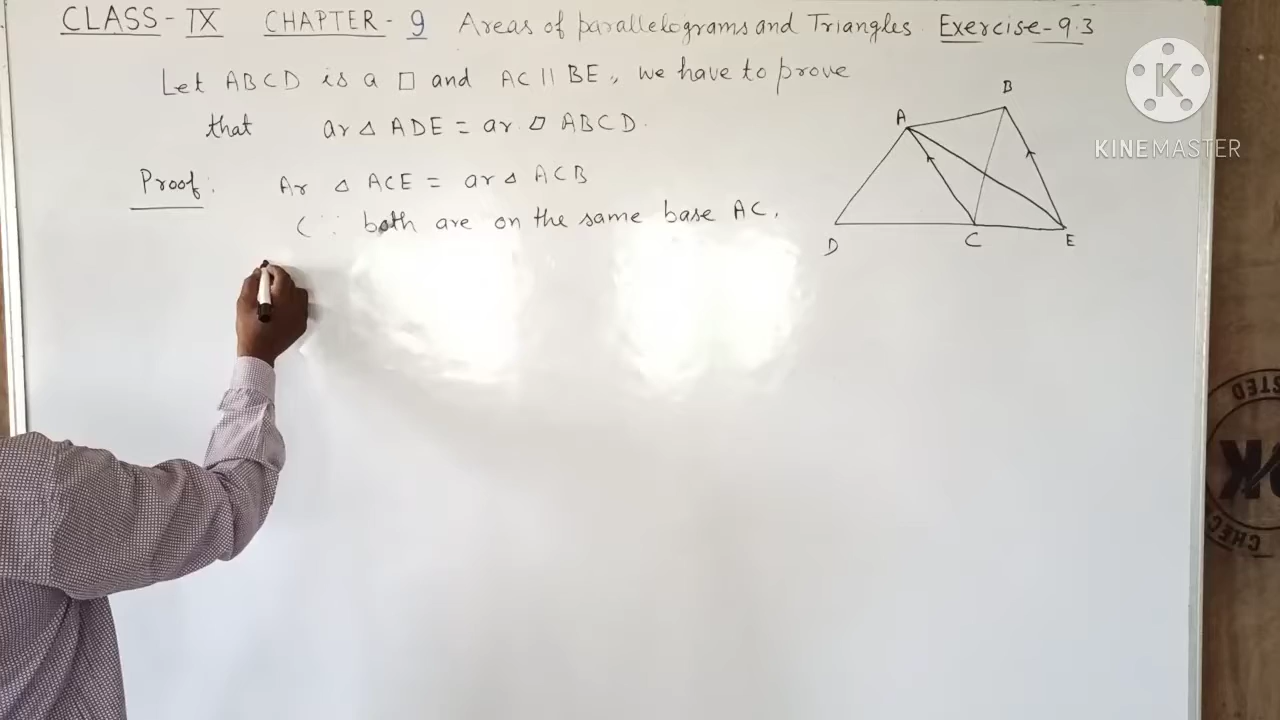 CLASS - IX CHAPTER - 9 Areas of parallelograms and Triangles. Exercise - 9.3
Let ABCD is a □ and AC || BE, we have to prove
that ar △ ADE = ar ▱ ABCD.
Proof: Ar △ ACE = ar △ ACB
( ∵ both are on the same base AC,
A
B
D
C
E
K
KINEMASTER
OK